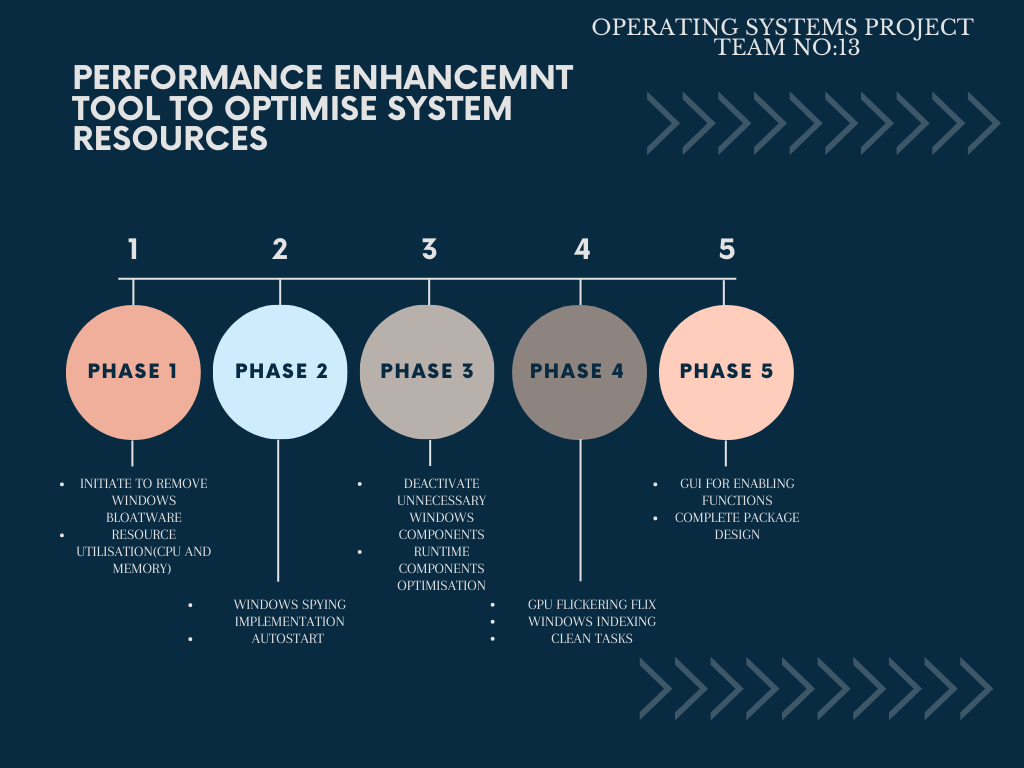 OPERATING SYSTEMS PROJECT
TEAM NO:13
PERFORMANCE ENHANCEMNT
TOOL TO OPTIMISE SYSTEM
RESOURCES
1
2
3
4
5
PHASE 1
PHASE 2
PHASE 3
PHASE 4
PHASE 5
• INITIATE TO REMOVE
WINDOWS
BLOATWARE
• RESOURCE
UTILISATION(CPU AND
MEMORY)
• WINDOWS SPYING
IMPLEMENTATION
• AUTOSTART
• DEACTIVATE
UNNECESSARY
WINDOWS
COMPONENTS
• RUNTIME
COMPONENTS
OPTIMISATION
• GPU FLICKERING FLIX
• WINDOWS INDEXING
• CLEAN TASKS
• GUI FOR ENABLING
FUNCTIONS
• COMPLETE PACKAGE
DESIGN